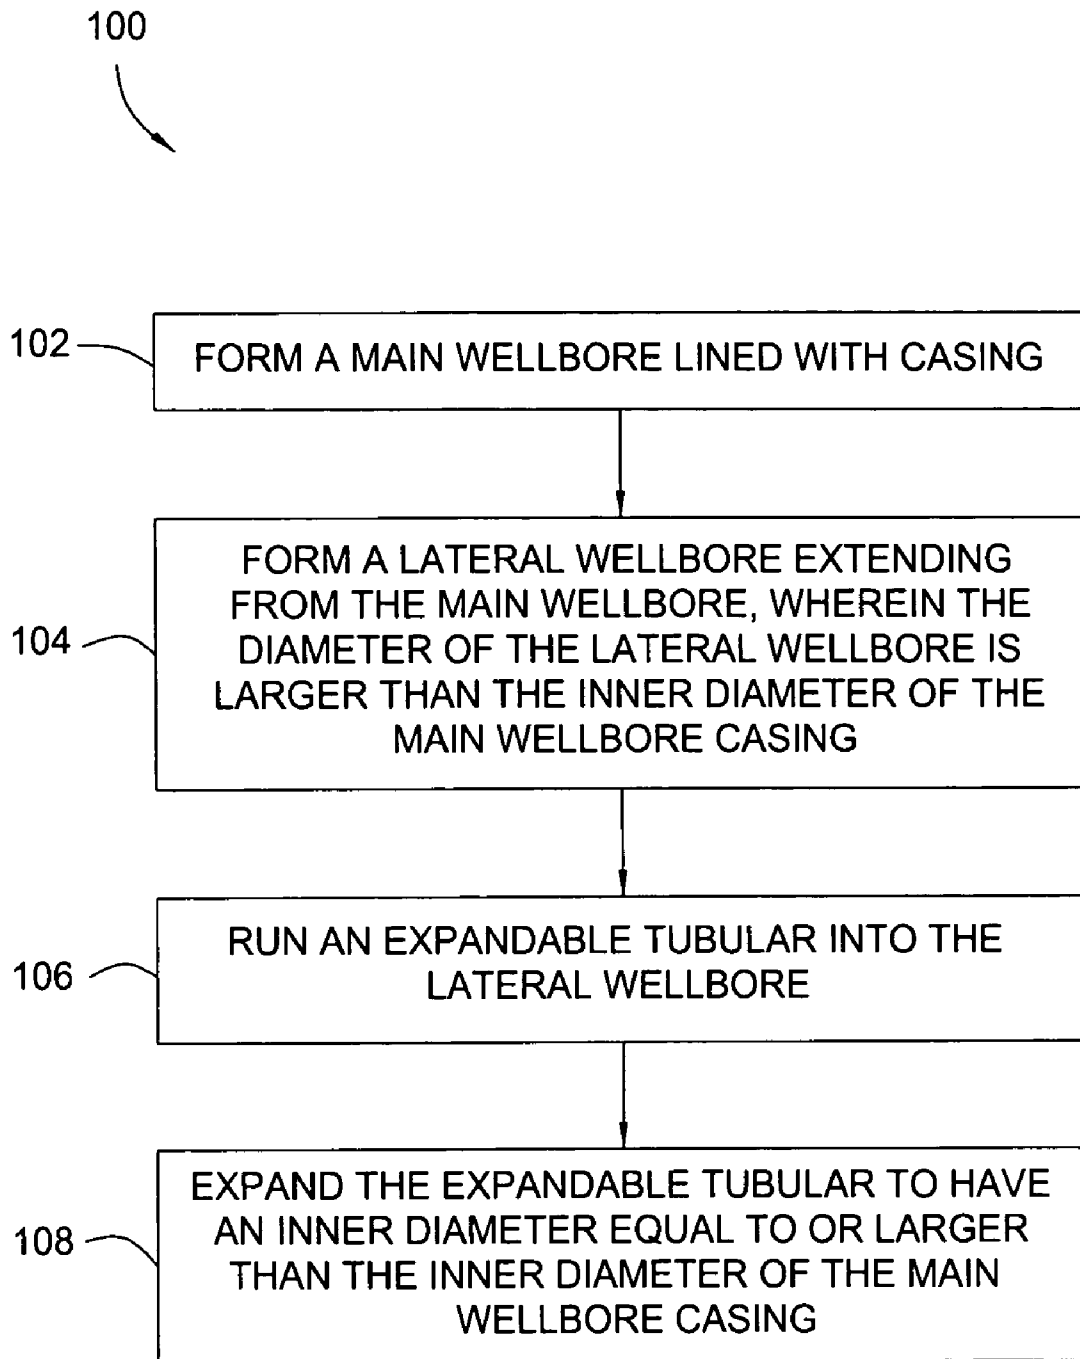 100
102
FORM A MAIN WELLBORE LINED WITH CASING
104
FORM A LATERAL WELLBORE EXTENDING
FROM THE MAIN WELLBORE, WHEREIN THE
DIAMETER OF THE LATERAL WELLBORE IS
LARGER THAN THE INNER DIAMETER OF THE
MAIN WELLBORE CASING
106
RUN AN EXPANDABLE TUBULAR INTO THE
LATERAL WELLBORE
108
EXPAND THE EXPANDABLE TUBULAR TO HAVE
AN INNER DIAMETER EQUAL TO OR LARGER
THAN THE INNER DIAMETER OF THE MAIN
WELLBORE CASING